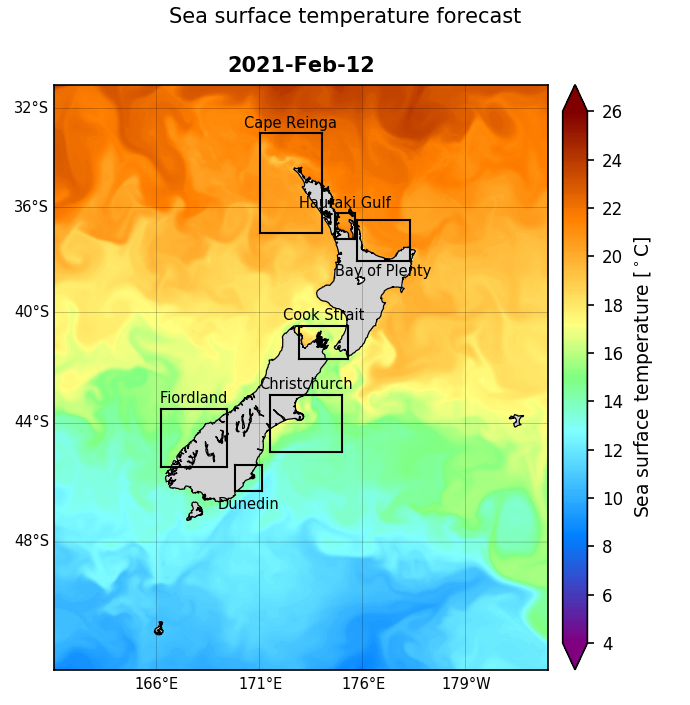 Sea surface temperature forecast
2021-Feb-12
32°S
36°S
40°S
44°S
48°S
166°E
171°E
176°E
179°W
Cape Reinga
Hauraki Gulf
Bay of Plenty
Cook Strait
Christchurch
Fiordland
Dunedin
26
24
22
20
18
16
14
12
10
8
6
4
Sea surface temperature [°C]